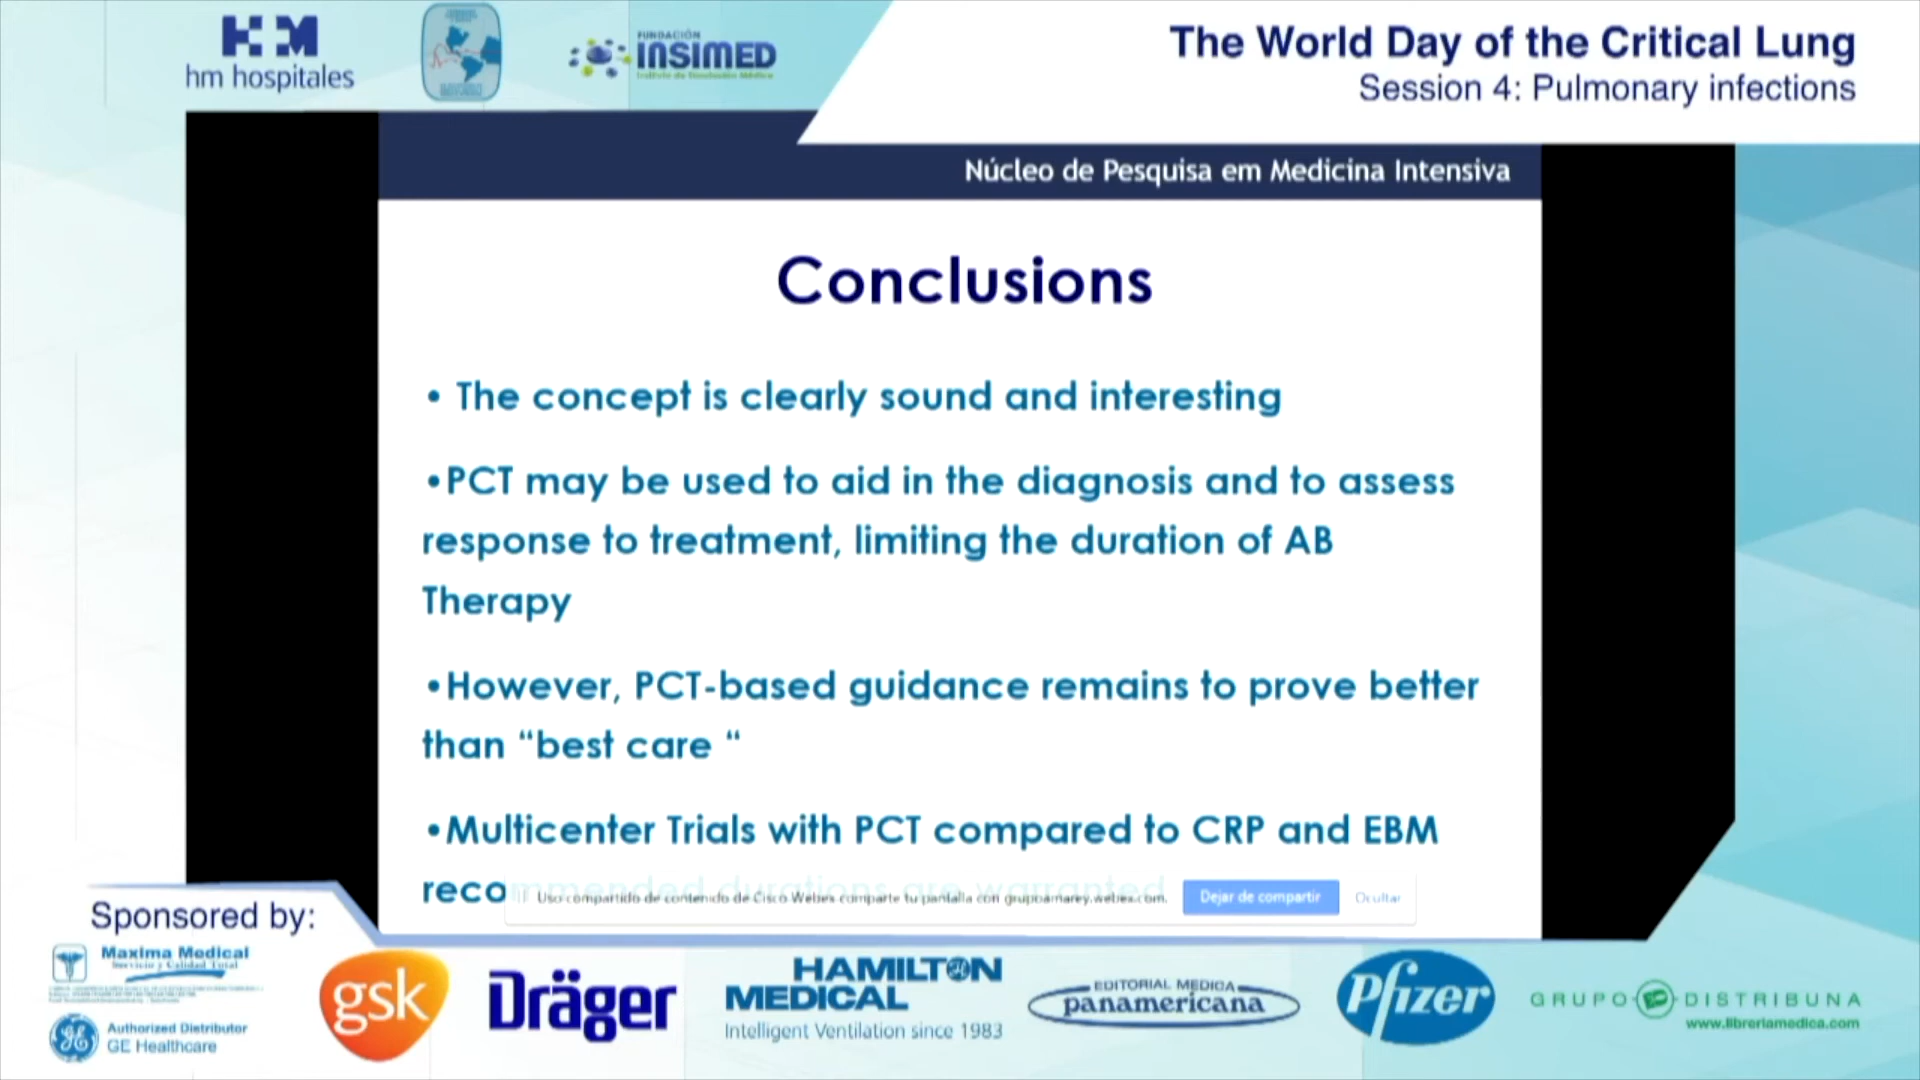 HM
hm hospitales
FUNDACIÓN
INSIMED
Instituto de Simulación Médica
The World Day of the Critical Lung
Session 4: Pulmonary infections
Núcleo de Pesquisa em Medicina Intensiva
Conclusions
• The concept is clearly sound and interesting
•PCT may be used to aid in the diagnosis and to assess
response to treatment, limiting the duration of AB
Therapy
•However, PCT-based guidance remains to prove better
than “best care “
•Multicenter Trials with PCT compared to CRP and EBM
recommended durations are warranted
Uso compartido de contenido de Cisco Webex comparte tu pantalla con grupoamarey.webex.com.
Dejar de compartir
Ocultar
Sponsored by:
Maxima Medical
Servicio y Calidad Total
GE
Authorized Distributor
GE Healthcare
gsk
Dräger
HAMILTON
MEDICAL
Intelligent Ventilation since 1983
EDITORIAL MEDICA
panamericana
Pfizer
GRUPO DISTRIBUNA
www.libreriamedica.com